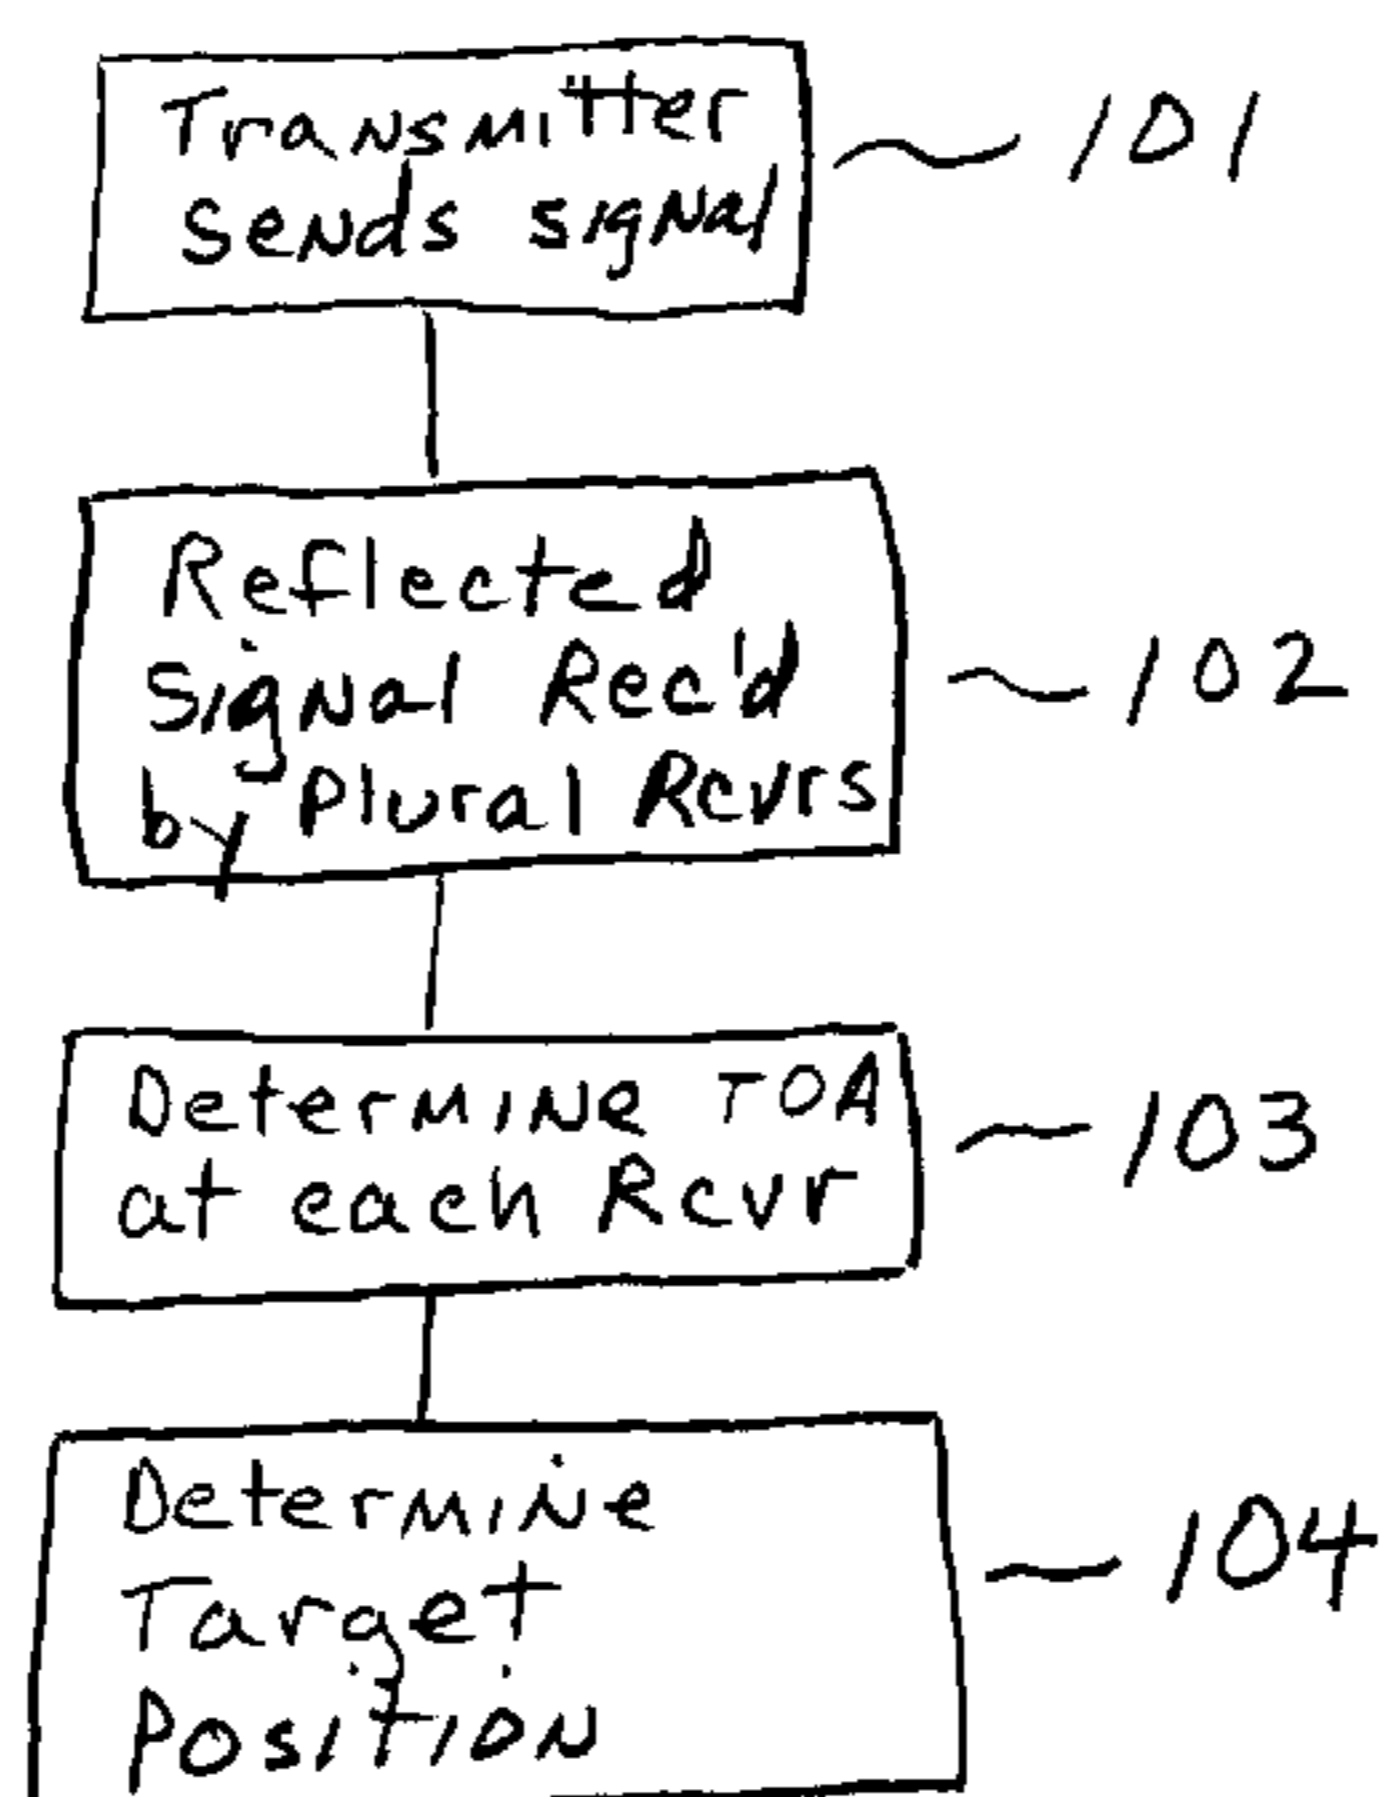 Transmitter
sends signal
101
Reflected
Signal Rec'd
by Plural Rcvrs
102
Determine TOA
at each Rcvr
103
Determine
Target
Position
104